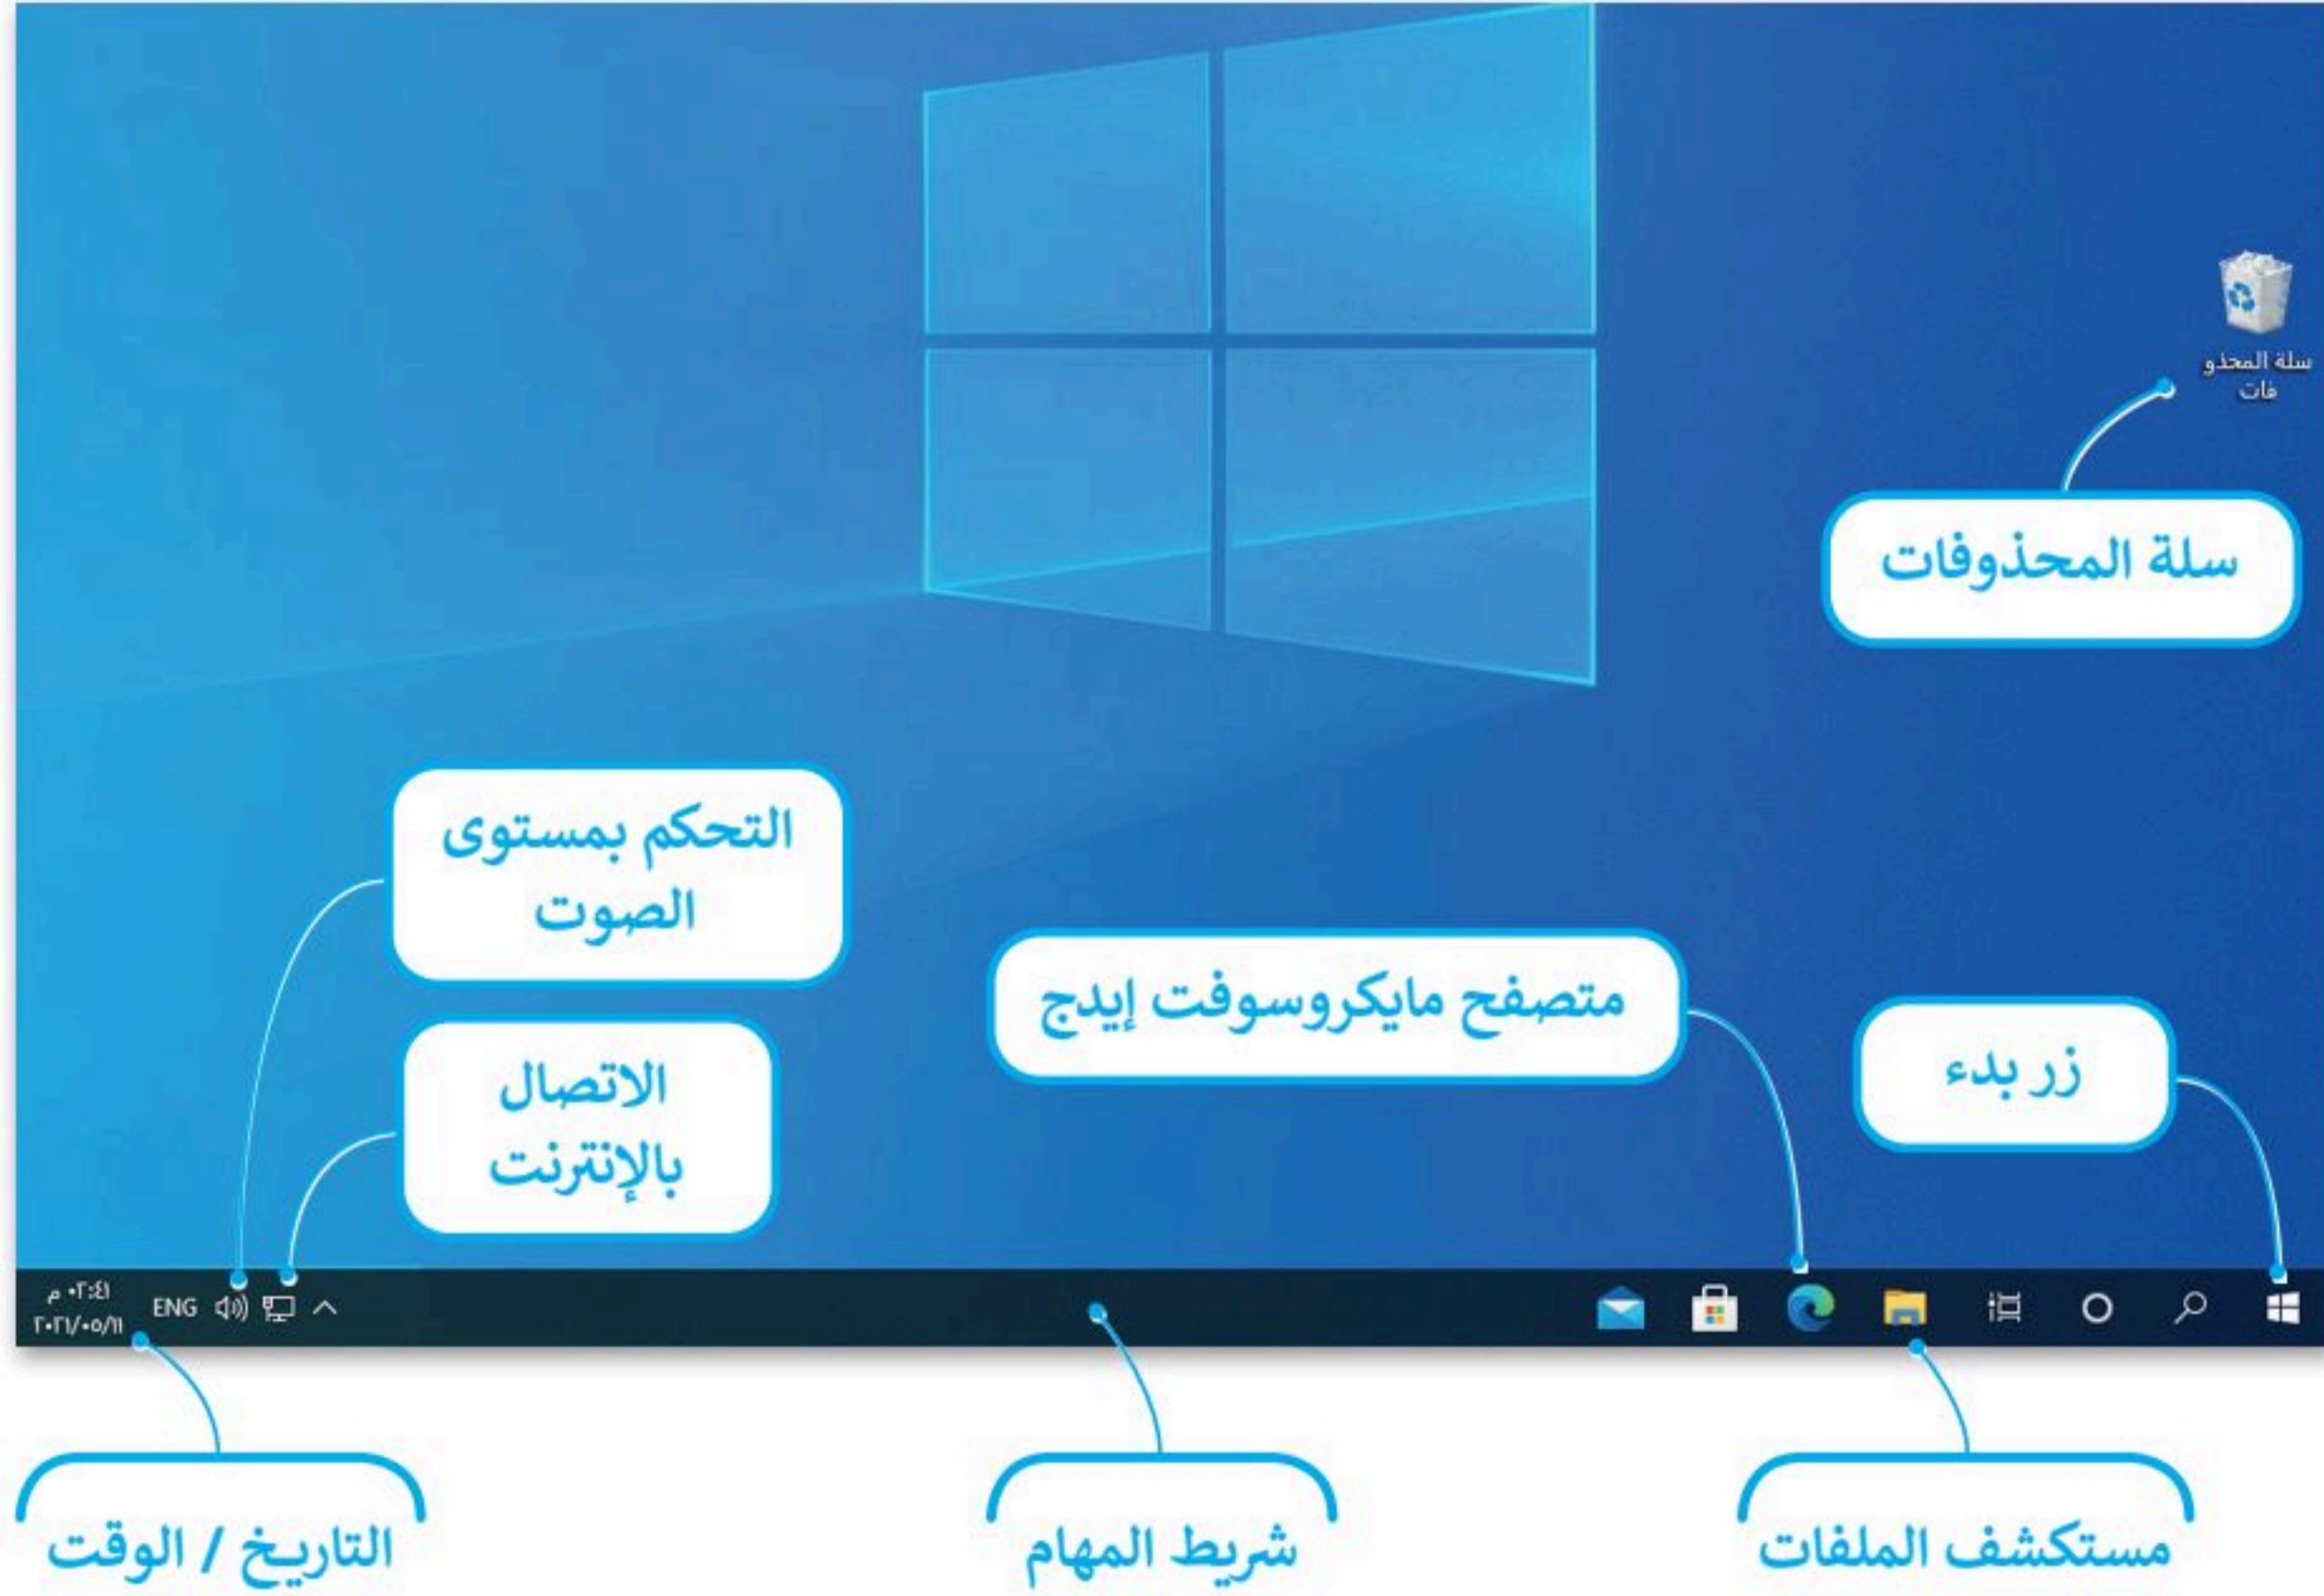 سلة المحذو
فات
سلة المحذوفات
التحكم بمستوى
الصوت
متصفح مايكروسوفت إيدج
زر بدء
الاتصال
بالإنترنت
٠٢:٤١ م
ENG
٢٠٢١/٠٥/١١
التاريخ / الوقت
شريط المهام
مستكشف الملفات